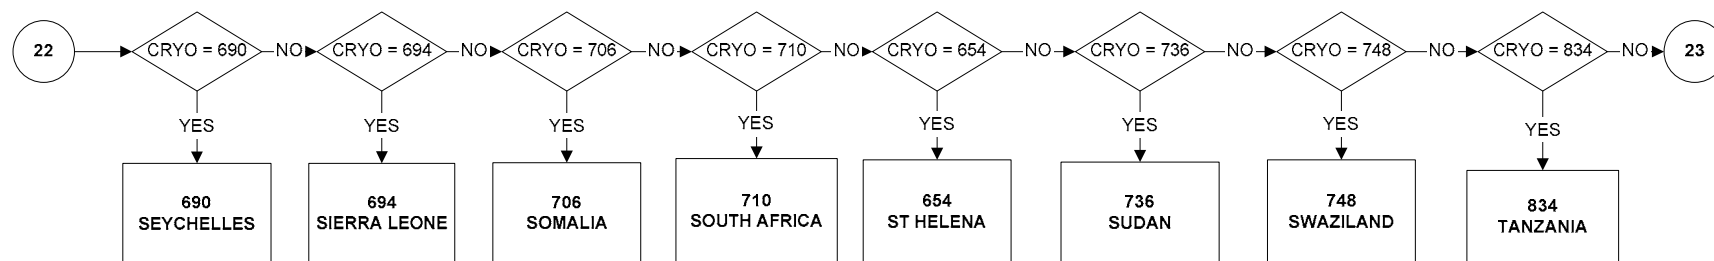 22 CRYO = 690 NO CRYO = 694 NO CRYO = 706 NO CRYO = 710 NO CRYO = 654 NO CRYO = 736 NO CRYO = 748 NO CRYO = 834 NO 23
YES YES YES YES YES YES YES YES
690 694 706 710 654 736 748 834
SEYCHELLES SIERRA LEONE SOMALIA SOUTH AFRICA ST HELENA SUDAN SWAZILAND TANZANIA